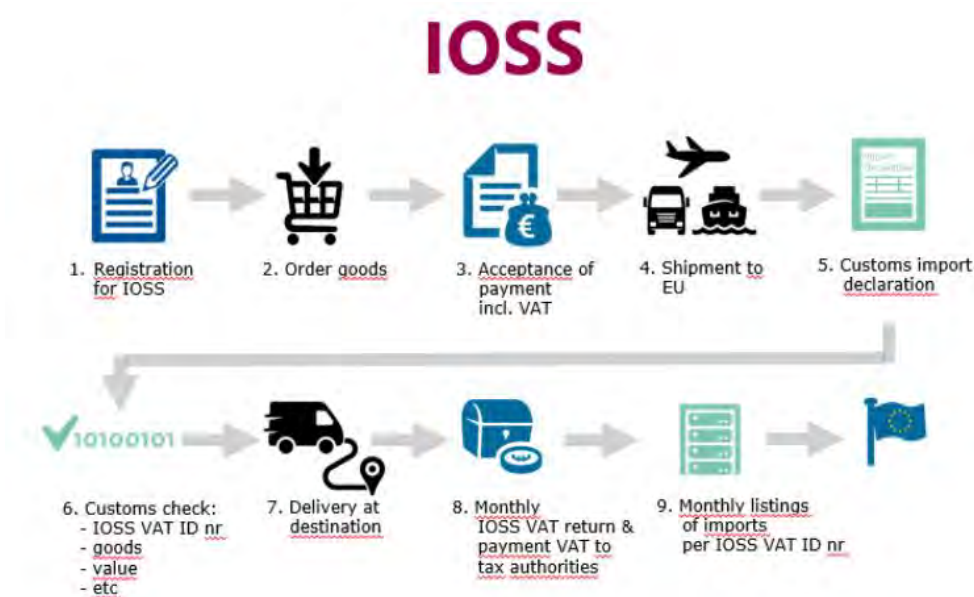 IOSS
1. Registration
for IOSS
2. Order goods
3. Acceptance of
payment
incl. VAT
4. Shipment to
EU
5. Customs import
declaration
10100101
6. Customs check:
- IOSS VAT ID nr
- goods
- value
- etc
7. Delivery at
destination
8. Monthly
IOSS VAT return &
payment VAT to
tax authorities
9. Monthly listings
of imports
per IOSS VAT ID nr